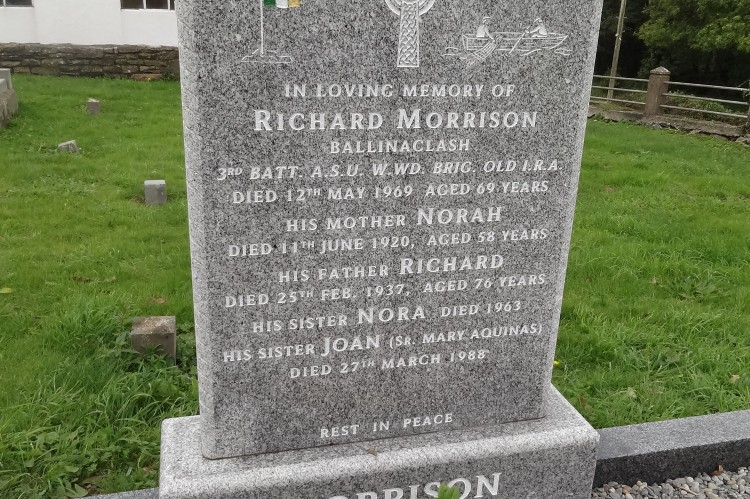 IN LOVING MEMORY OF
RICHARD MORRISON
BALLINACLASH
3RD BATT. A.S.U. W.WD. BRIG. OLD I.R.A.
DIED 12TH MAY 1969 AGED 69 YEARS
HIS MOTHER NORAH
DIED 11TH JUNE 1920, AGED 58 YEARS
HIS FATHER RICHARD
DIED 25TH FEB. 1937, AGED 76 YEARS
HIS SISTER NORA DIED 1963
HIS SISTER JOAN (SR. MARY AQUINAS)
DIED 27TH MARCH 1988
REST IN PEACE
MORRISON